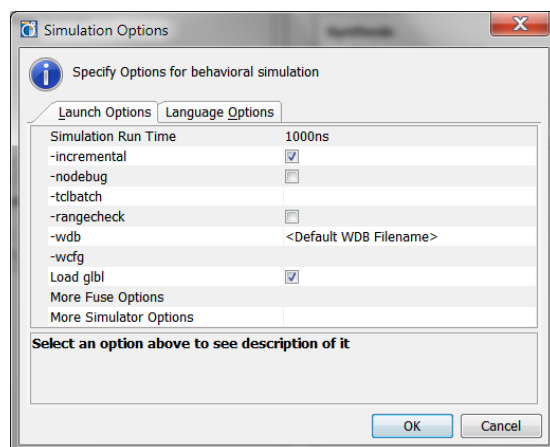 Simulation Options
Specify Options for behavioral simulation
Launch Options Language Options
Simulation Run Time 1000ns
-incremental
-nodebug
-tclbatch
-rangecheck
-wdb <Default WDB Filename>
-wcfg
Load glbl
More Fuse Options
More Simulator Options
Select an option above to see description of it
OK Cancel